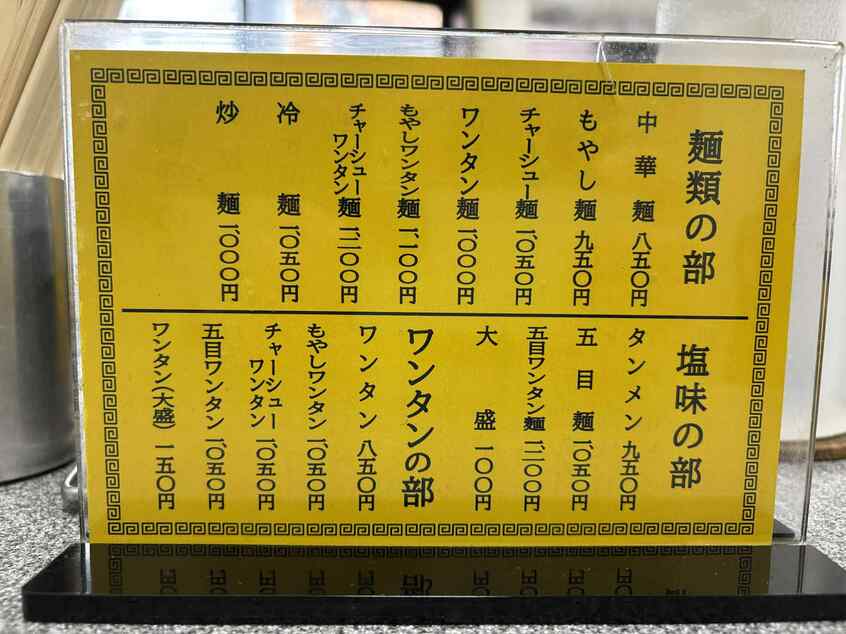 麺類の部
中華麺 八五〇円
もやし麺 九五〇円
チャーシュー麺 一、〇五〇円
ワンタン麺 一、〇〇〇円
もやしワンタン麺 一、一〇〇円
チャーシューワンタン麺 一、二〇〇円
冷麺 一、〇五〇円
炒麺 一、〇〇〇円
塩味の部
タンメン 九五〇円
五目麺 一、〇五〇円
五目ワンタン麺 一、二〇〇円
大盛 一〇〇円
ワンタンの部
ワンタン 八五〇円
もやしワンタン 一、〇五〇円
チャーシューワンタン 一、〇五〇円
五目ワンタン 一、〇五〇円
ワンタン(大盛) 一五〇円